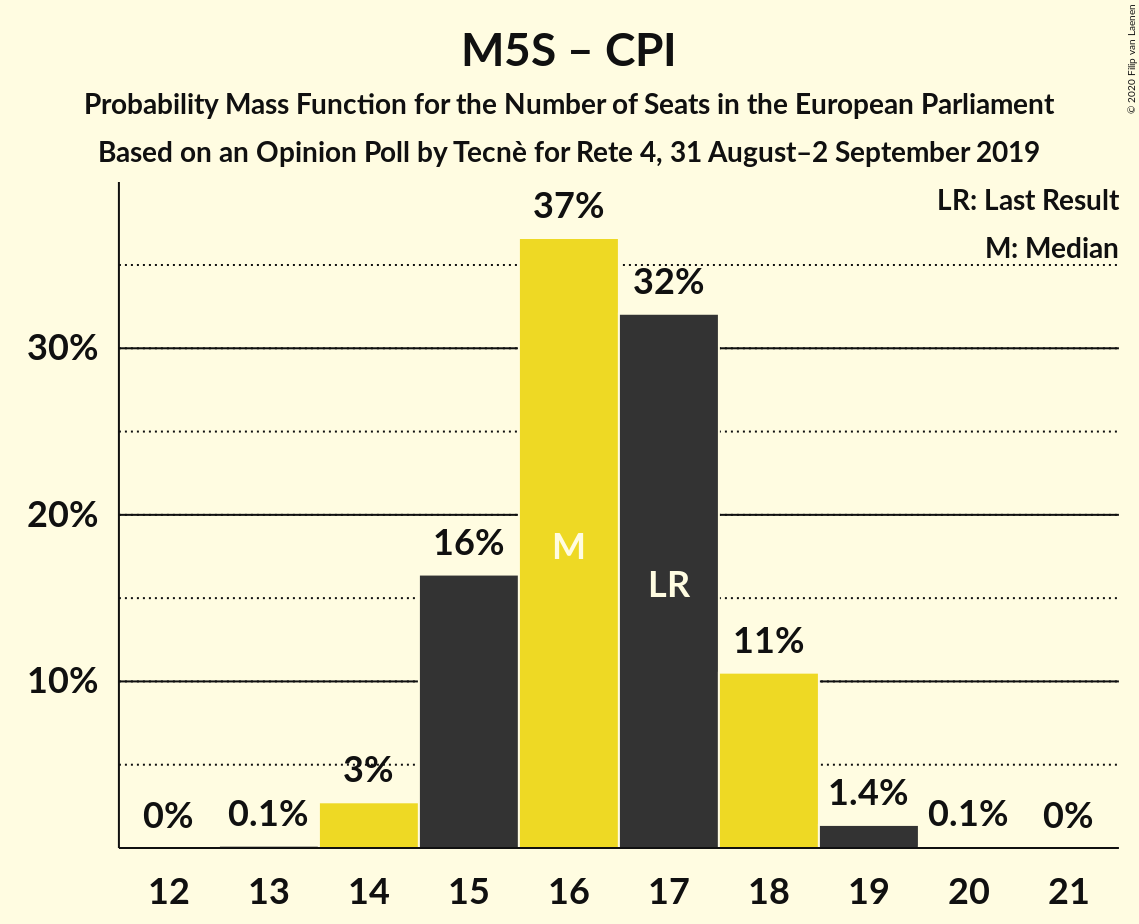 M5S – CPI
Probability Mass Function for the Number of Seats in the European Parliament
Based on an Opinion Poll by Tecnè for Rete 4, 31 August–2 September 2019
© 2020 Filip van Laenen
LR: Last Result
M: Median
37%
32%
30%
20%
16%
M
LR
11%
10%
3%
1.4%
0%
0.1%
0.1%
0%
12 13 14 15 16 17 18 19 20 21